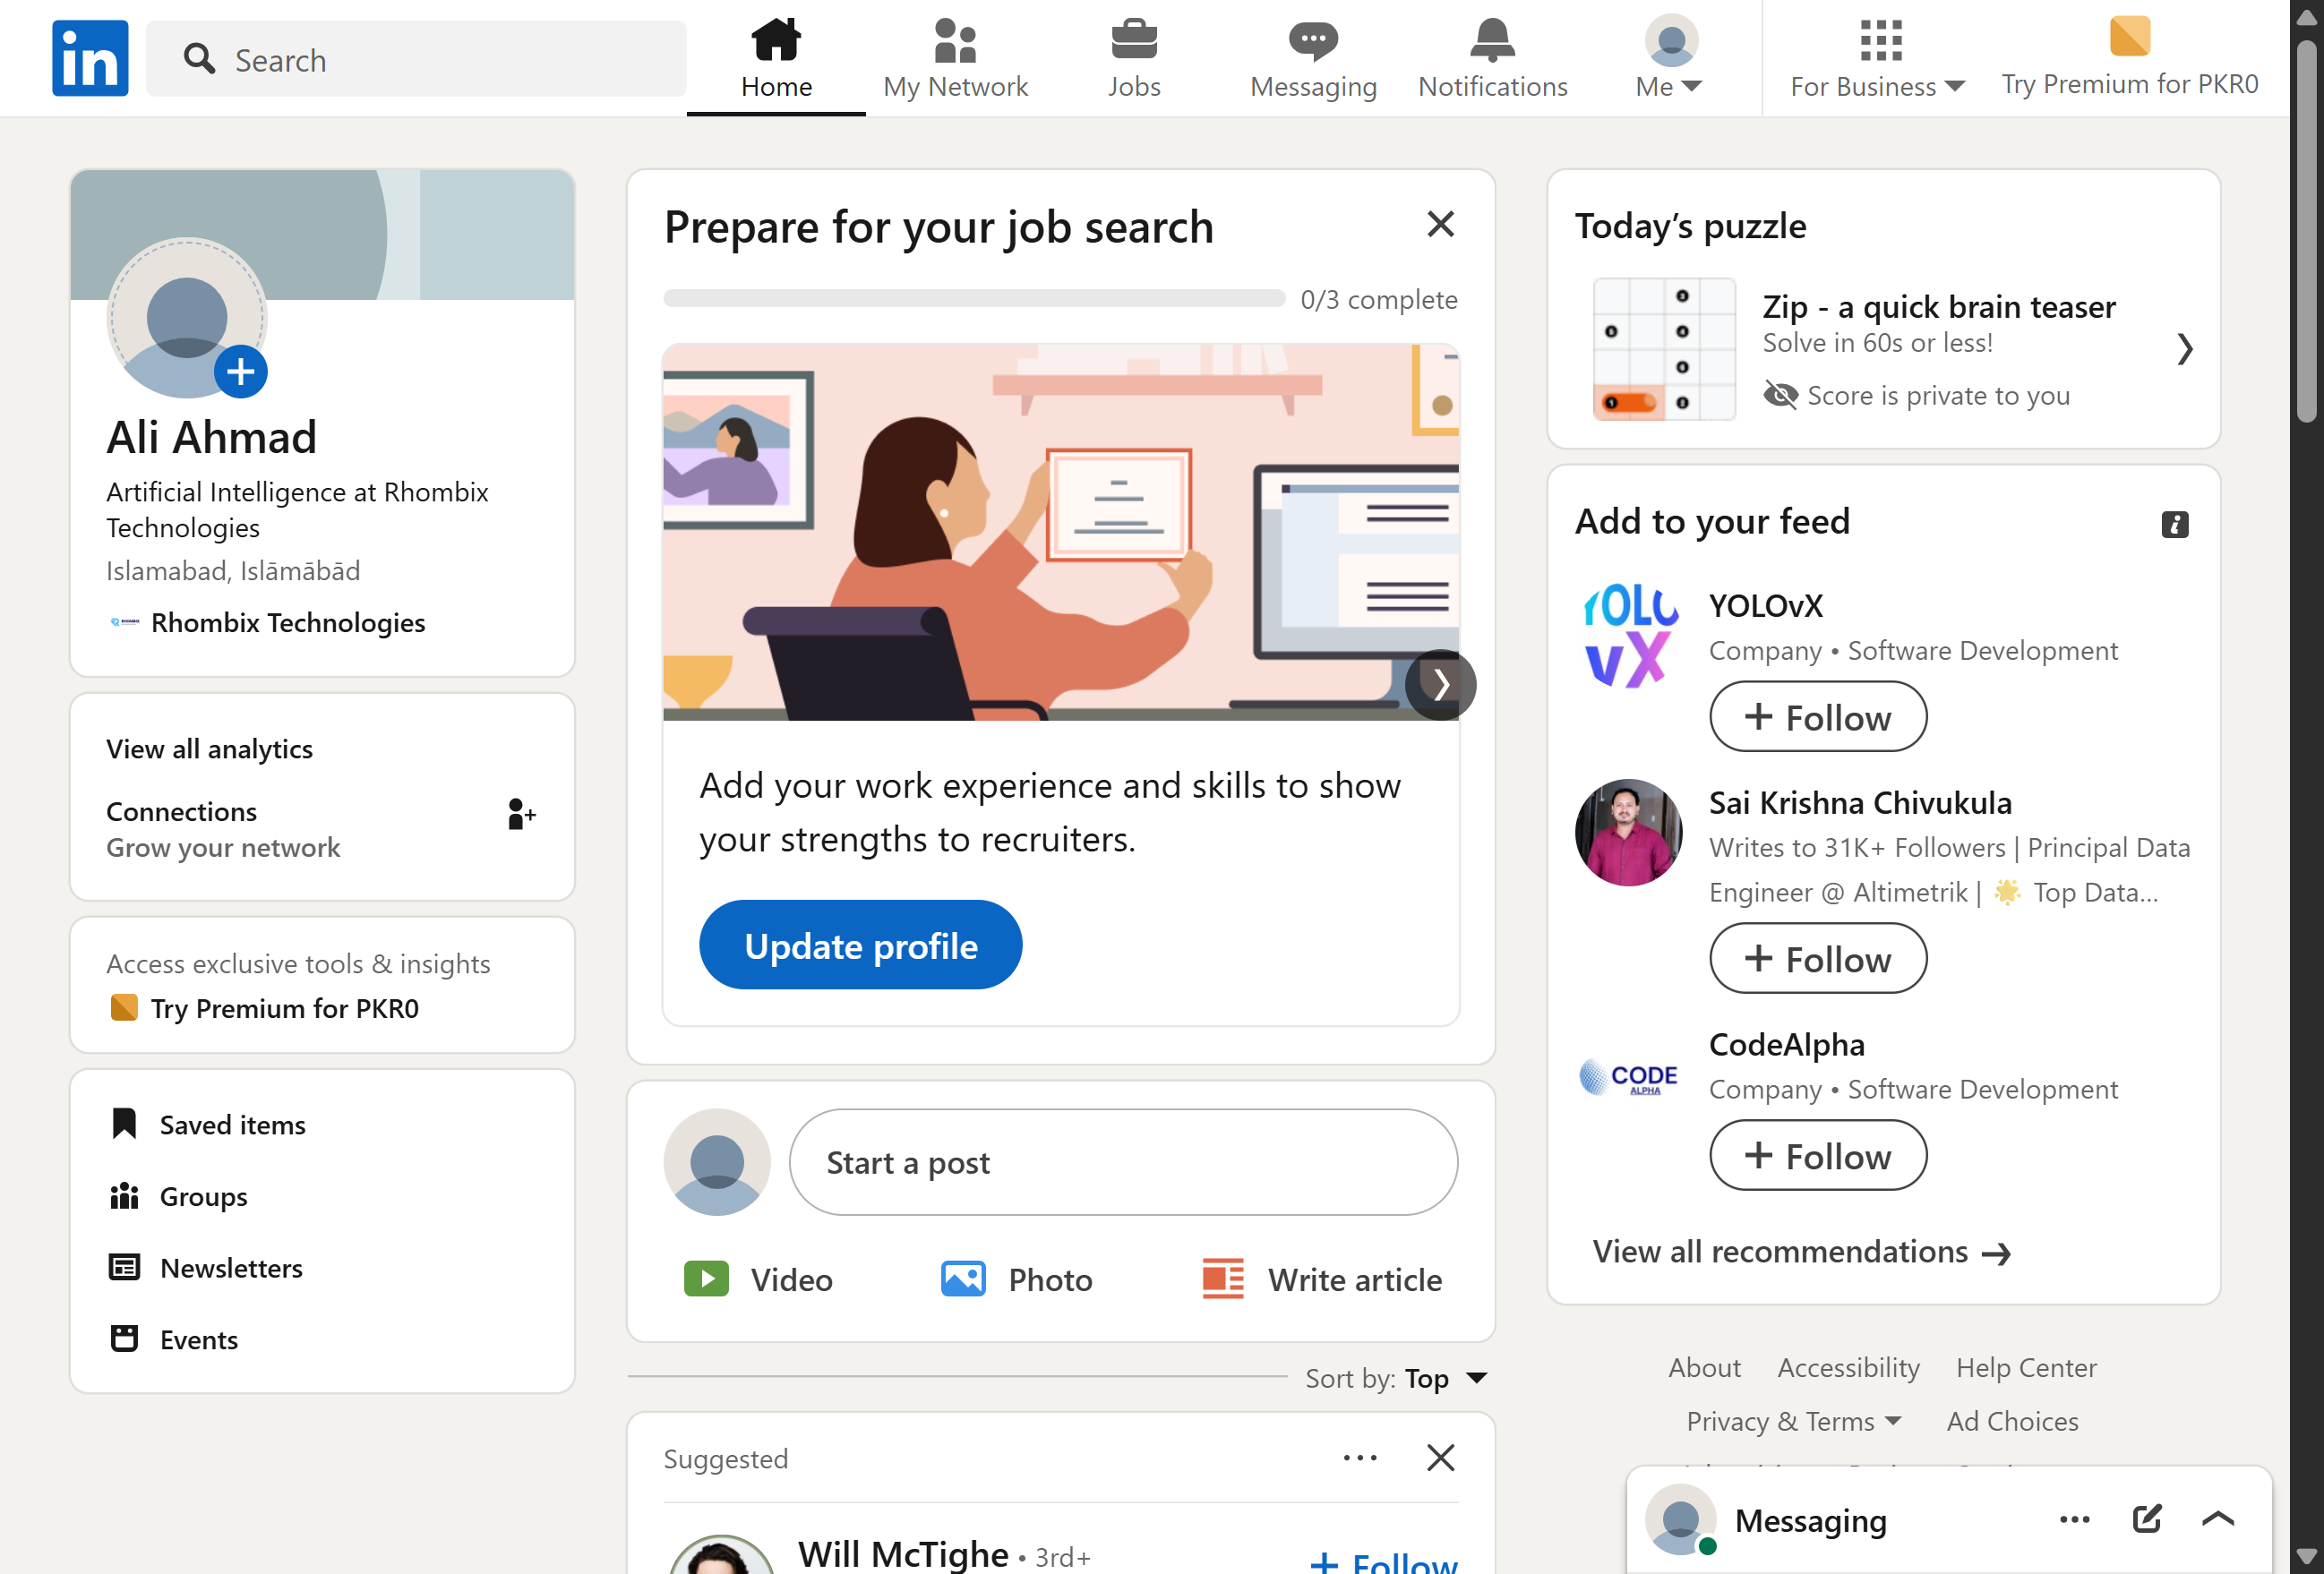 in
Search
Home
My Network
Jobs
Messaging
Notifications
Me
For Business
Try Premium for PKR0
Ali Ahmad
Artificial Intelligence at Rhombix
Technologies
Islamabad, Islāmābād
Rhombix Technologies
View all analytics
Connections
Grow your network
Access exclusive tools & insights
Try Premium for PKR0
Saved items
Groups
Newsletters
Events
Prepare for your job search
0/3 complete
Add your work experience and skills to show
your strengths to recruiters.
Update profile
Start a post
Video
Photo
Write article
Sort by: Top
Suggested
Will McTighe • 3rd+
+ Follow
Today’s puzzle
Zip - a quick brain teaser
Solve in 60s or less!
Score is private to you
Add to your feed
YOLO
vX
YOLOvX
Company • Software Development
+ Follow
Sai Krishna Chivukula
Writes to 31K+ Followers | Principal Data
Engineer @ Altimetrik | 🌟 Top Data...
+ Follow
CODE
ALPHA
CodeAlpha
Company • Software Development
+ Follow
View all recommendations →
About
Accessibility
Help Center
Privacy & Terms
Ad Choices
Messaging